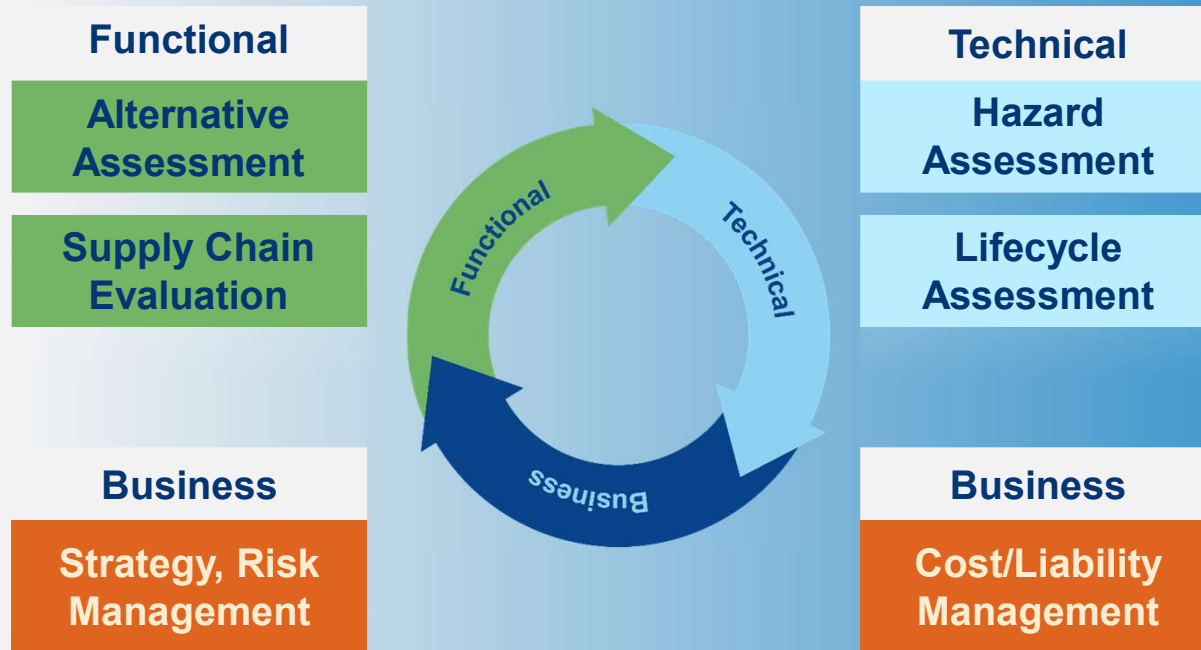 Functional
Alternative
Assessment
Supply Chain
Evaluation
Technical
Hazard
Assessment
Lifecycle
Assessment
Functional
Technical
Business
Business
Strategy, Risk
Management
Business
Cost/Liability
Management